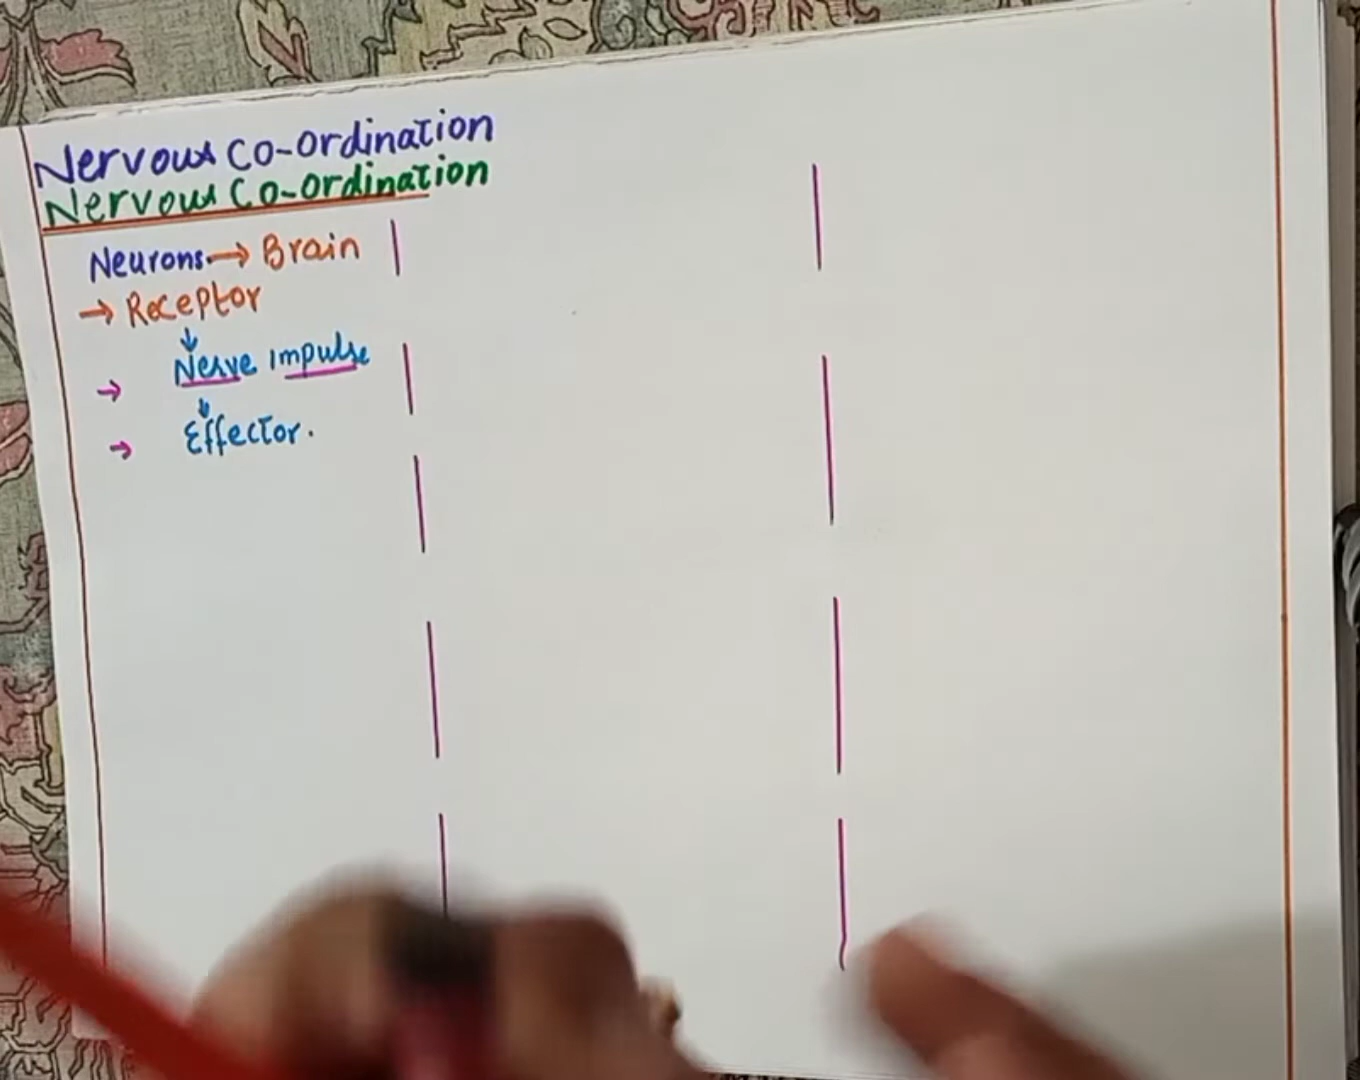 Nervous Co-Ordination
Nervous Co-Ordination
Neurons → Brain
→ Receptor
↓
→ Nerve impulse
↓
→ Effector.